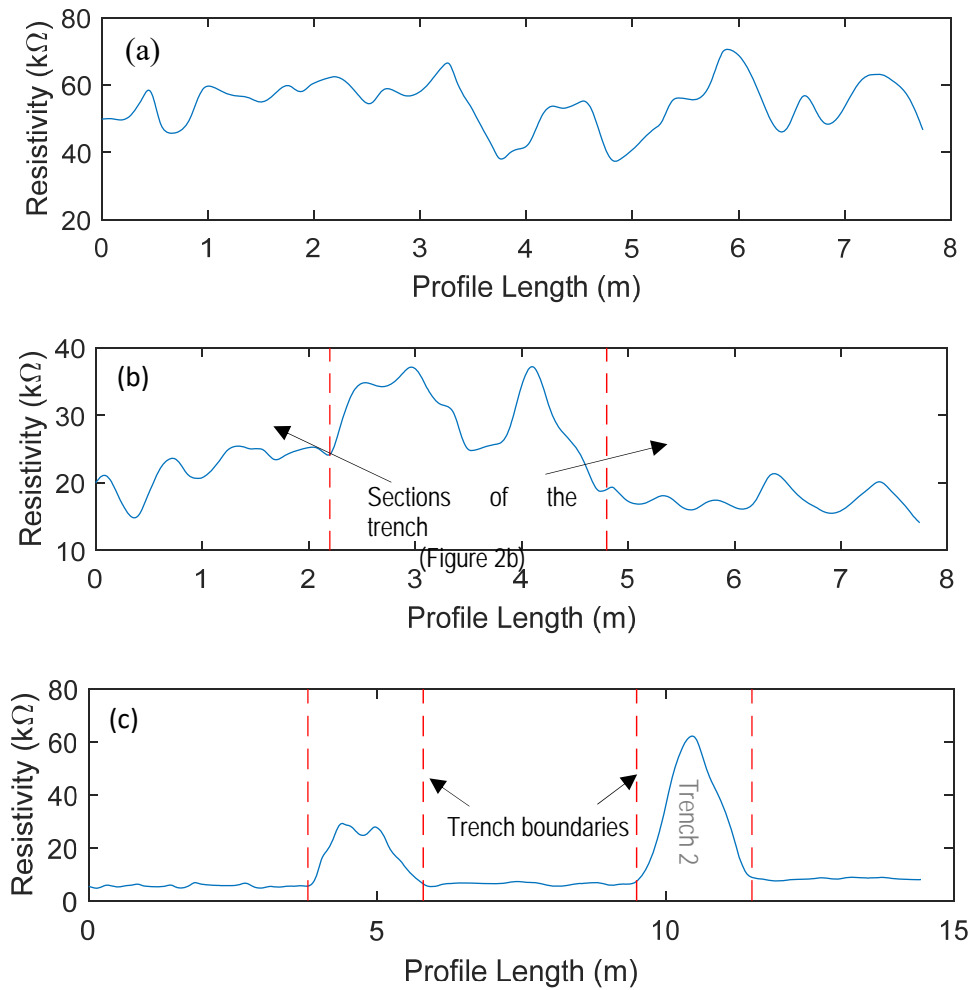 (a)
Resistivity (kΩ)
80
60
40
20
0 1 2 3 4 5 6 7 8
Profile Length (m)
(b)
Resistivity (kΩ)
40
30
20
10
Sections of the
trench
(Figure 2b)
0 1 2 3 4 5 6 7 8
Profile Length (m)
(c)
Resistivity (kΩ)
80
60
40
20
0
Trench boundaries
Trench 2
0 5 10 15
Profile Length (m)